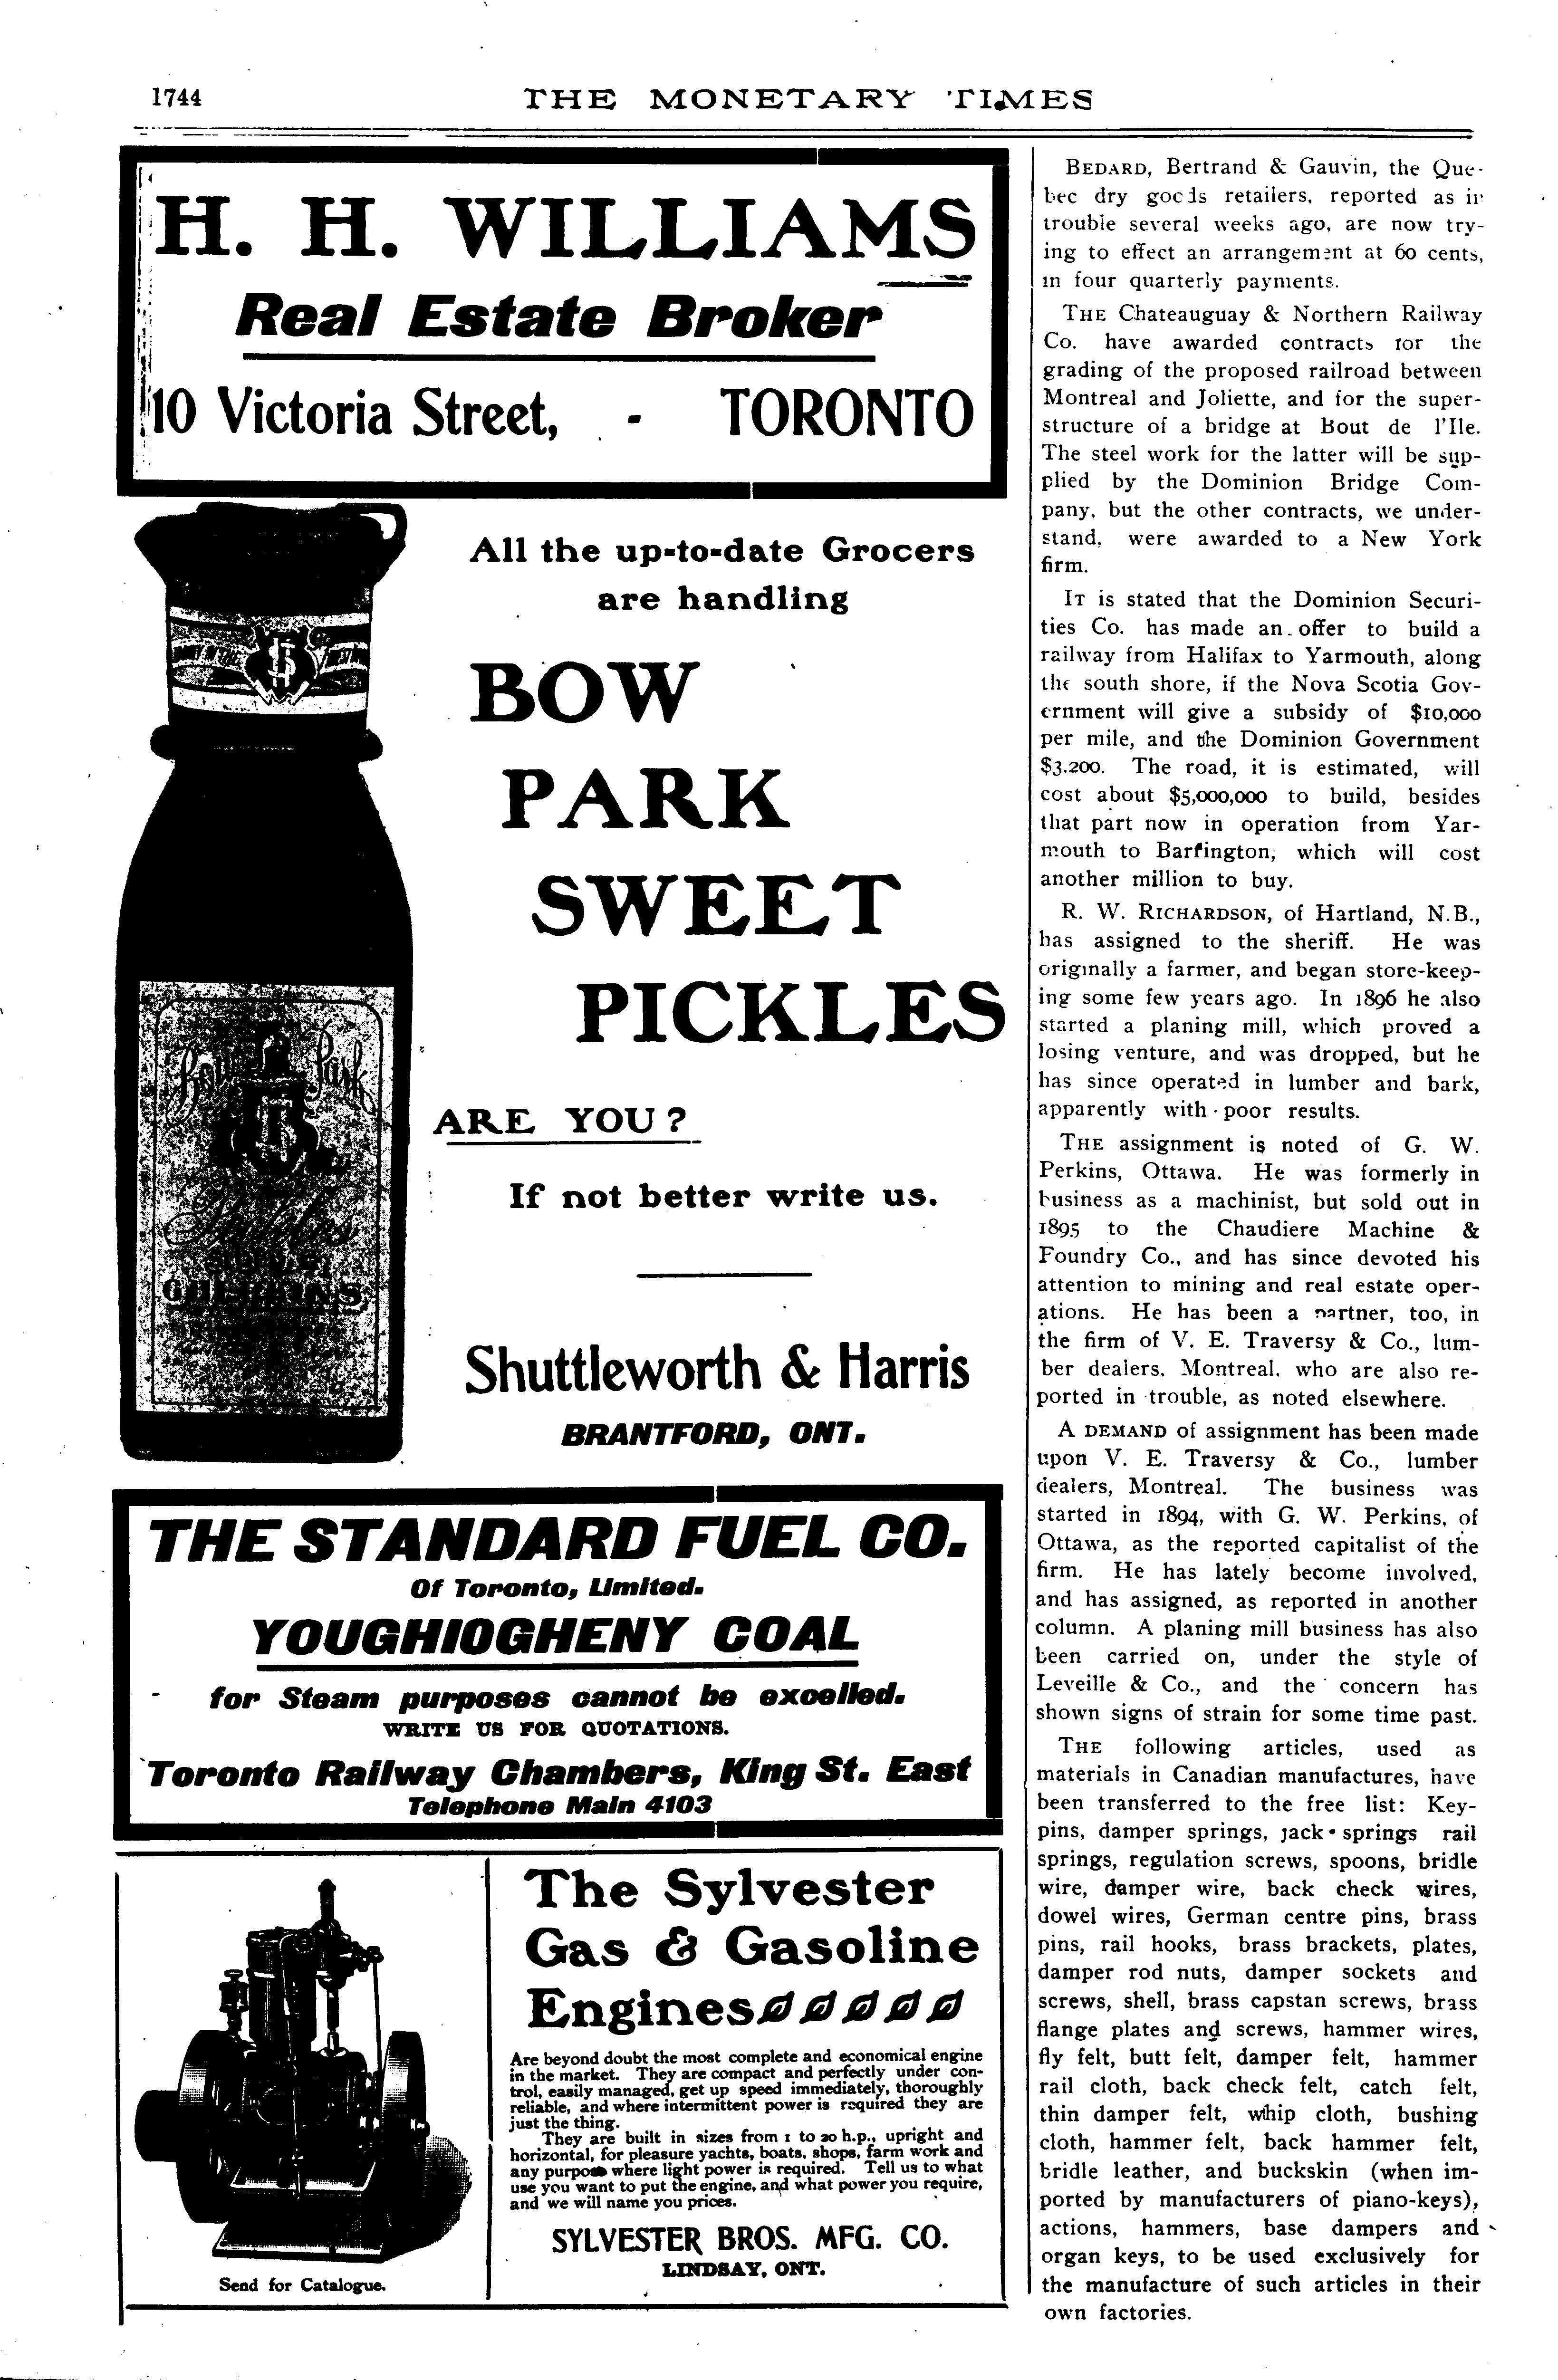 1744
THE MONETARY TIMES
H. H. WILLIAMS
Real Estate Broker
10 Victoria Street, - TORONTO
All the up-to-date Grocers
are handling
BOW
PARK
SWEET
PICKLES
ARE YOU?
If not better write us.
Shuttleworth & Harris
BRANTFORD, ONT.
Bow Park
GHERKINS
THE STANDARD FUEL CO.
Of Toronto, Limited.
YOUGHIOGHENY COAL
for Steam purposes cannot be excelled.
WRITE US FOR QUOTATIONS.
Toronto Railway Chambers, King St. East
Telephone Main 4103
Send for Catalogue.
The Sylvester
Gas & Gasoline
Engines
Are beyond doubt the most complete and economical engine
in the market. They are compact and perfectly under con-
trol, easily managed, get up speed immediately, thoroughly
reliable, and where intermittent power is required they are
just the thing.
They are built in sizes from 1 to 20 h.p., upright and
horizontal, for pleasure yachts, boats, shops, farm work and
any purpose where light power is required. Tell us to what
use you want to put the engine, and what power you require,
and we will name you prices.
SYLVESTER BROS. MFG. CO.
LINDSAY, ONT.
BEDARD, Bertrand & Gauvin, the Que-
bec dry goods retailers, reported as in
trouble several weeks ago, are now try-
ing to effect an arrangement at 60 cents,
in four quarterly payments.
THE Chateauguay & Northern Railway
Co. have awarded contracts for the
grading of the proposed railroad between
Montreal and Joliette, and for the super-
structure of a bridge at Bout de l'Ile.
The steel work for the latter will be sup-
plied by the Dominion Bridge Com-
pany, but the other contracts, we under-
stand, were awarded to a New York
firm.
IT is stated that the Dominion Securi-
ties Co. has made an offer to build a
railway from Halifax to Yarmouth, along
the south shore, if the Nova Scotia Gov-
ernment will give a subsidy of $10,000
per mile, and the Dominion Government
$3.200. The road, it is estimated, will
cost about $5,000,000 to build, besides
that part now in operation from Yar-
mouth to Barrington, which will cost
another million to buy.
R. W. RICHARDSON, of Hartland, N.B.,
has assigned to the sheriff. He was
originally a farmer, and began store-keep-
ing some few years ago. In 1896 he also
started a planing mill, which proved a
losing venture, and was dropped, but he
has since operated in lumber and bark,
apparently with poor results.
THE assignment is noted of G. W.
Perkins, Ottawa. He was formerly in
business as a machinist, but sold out in
1895 to the Chaudiere Machine &
Foundry Co., and has since devoted his
attention to mining and real estate oper-
ations. He has been a partner, too, in
the firm of V. E. Traversy & Co., lum-
ber dealers, Montreal, who are also re-
ported in trouble, as noted elsewhere.
A DEMAND of assignment has been made
upon V. E. Traversy & Co., lumber
dealers, Montreal. The business was
started in 1894, with G. W. Perkins, of
Ottawa, as the reported capitalist of the
firm. He has lately become involved,
and has assigned, as reported in another
column. A planing mill business has also
been carried on, under the style of
Leveille & Co., and the concern has
shown signs of strain for some time past.
THE following articles, used as
materials in Canadian manufactures, have
been transferred to the free list: Key-
pins, damper springs, jack springs rail
springs, regulation screws, spoons, bridle
wire, damper wire, back check wires,
dowel wires, German centre pins, brass
pins, rail hooks, brass brackets, plates,
damper rod nuts, damper sockets and
screws, shell, brass capstan screws, brass
flange plates and screws, hammer wires,
fly felt, butt felt, damper felt, hammer
rail cloth, back check felt, catch felt,
thin damper felt, whip cloth, bushing
cloth, hammer felt, back hammer felt,
bridle leather, and buckskin (when im-
ported by manufacturers of piano-keys),
actions, hammers, base dampers and
organ keys, to be used exclusively for
the manufacture of such articles in their
own factories.